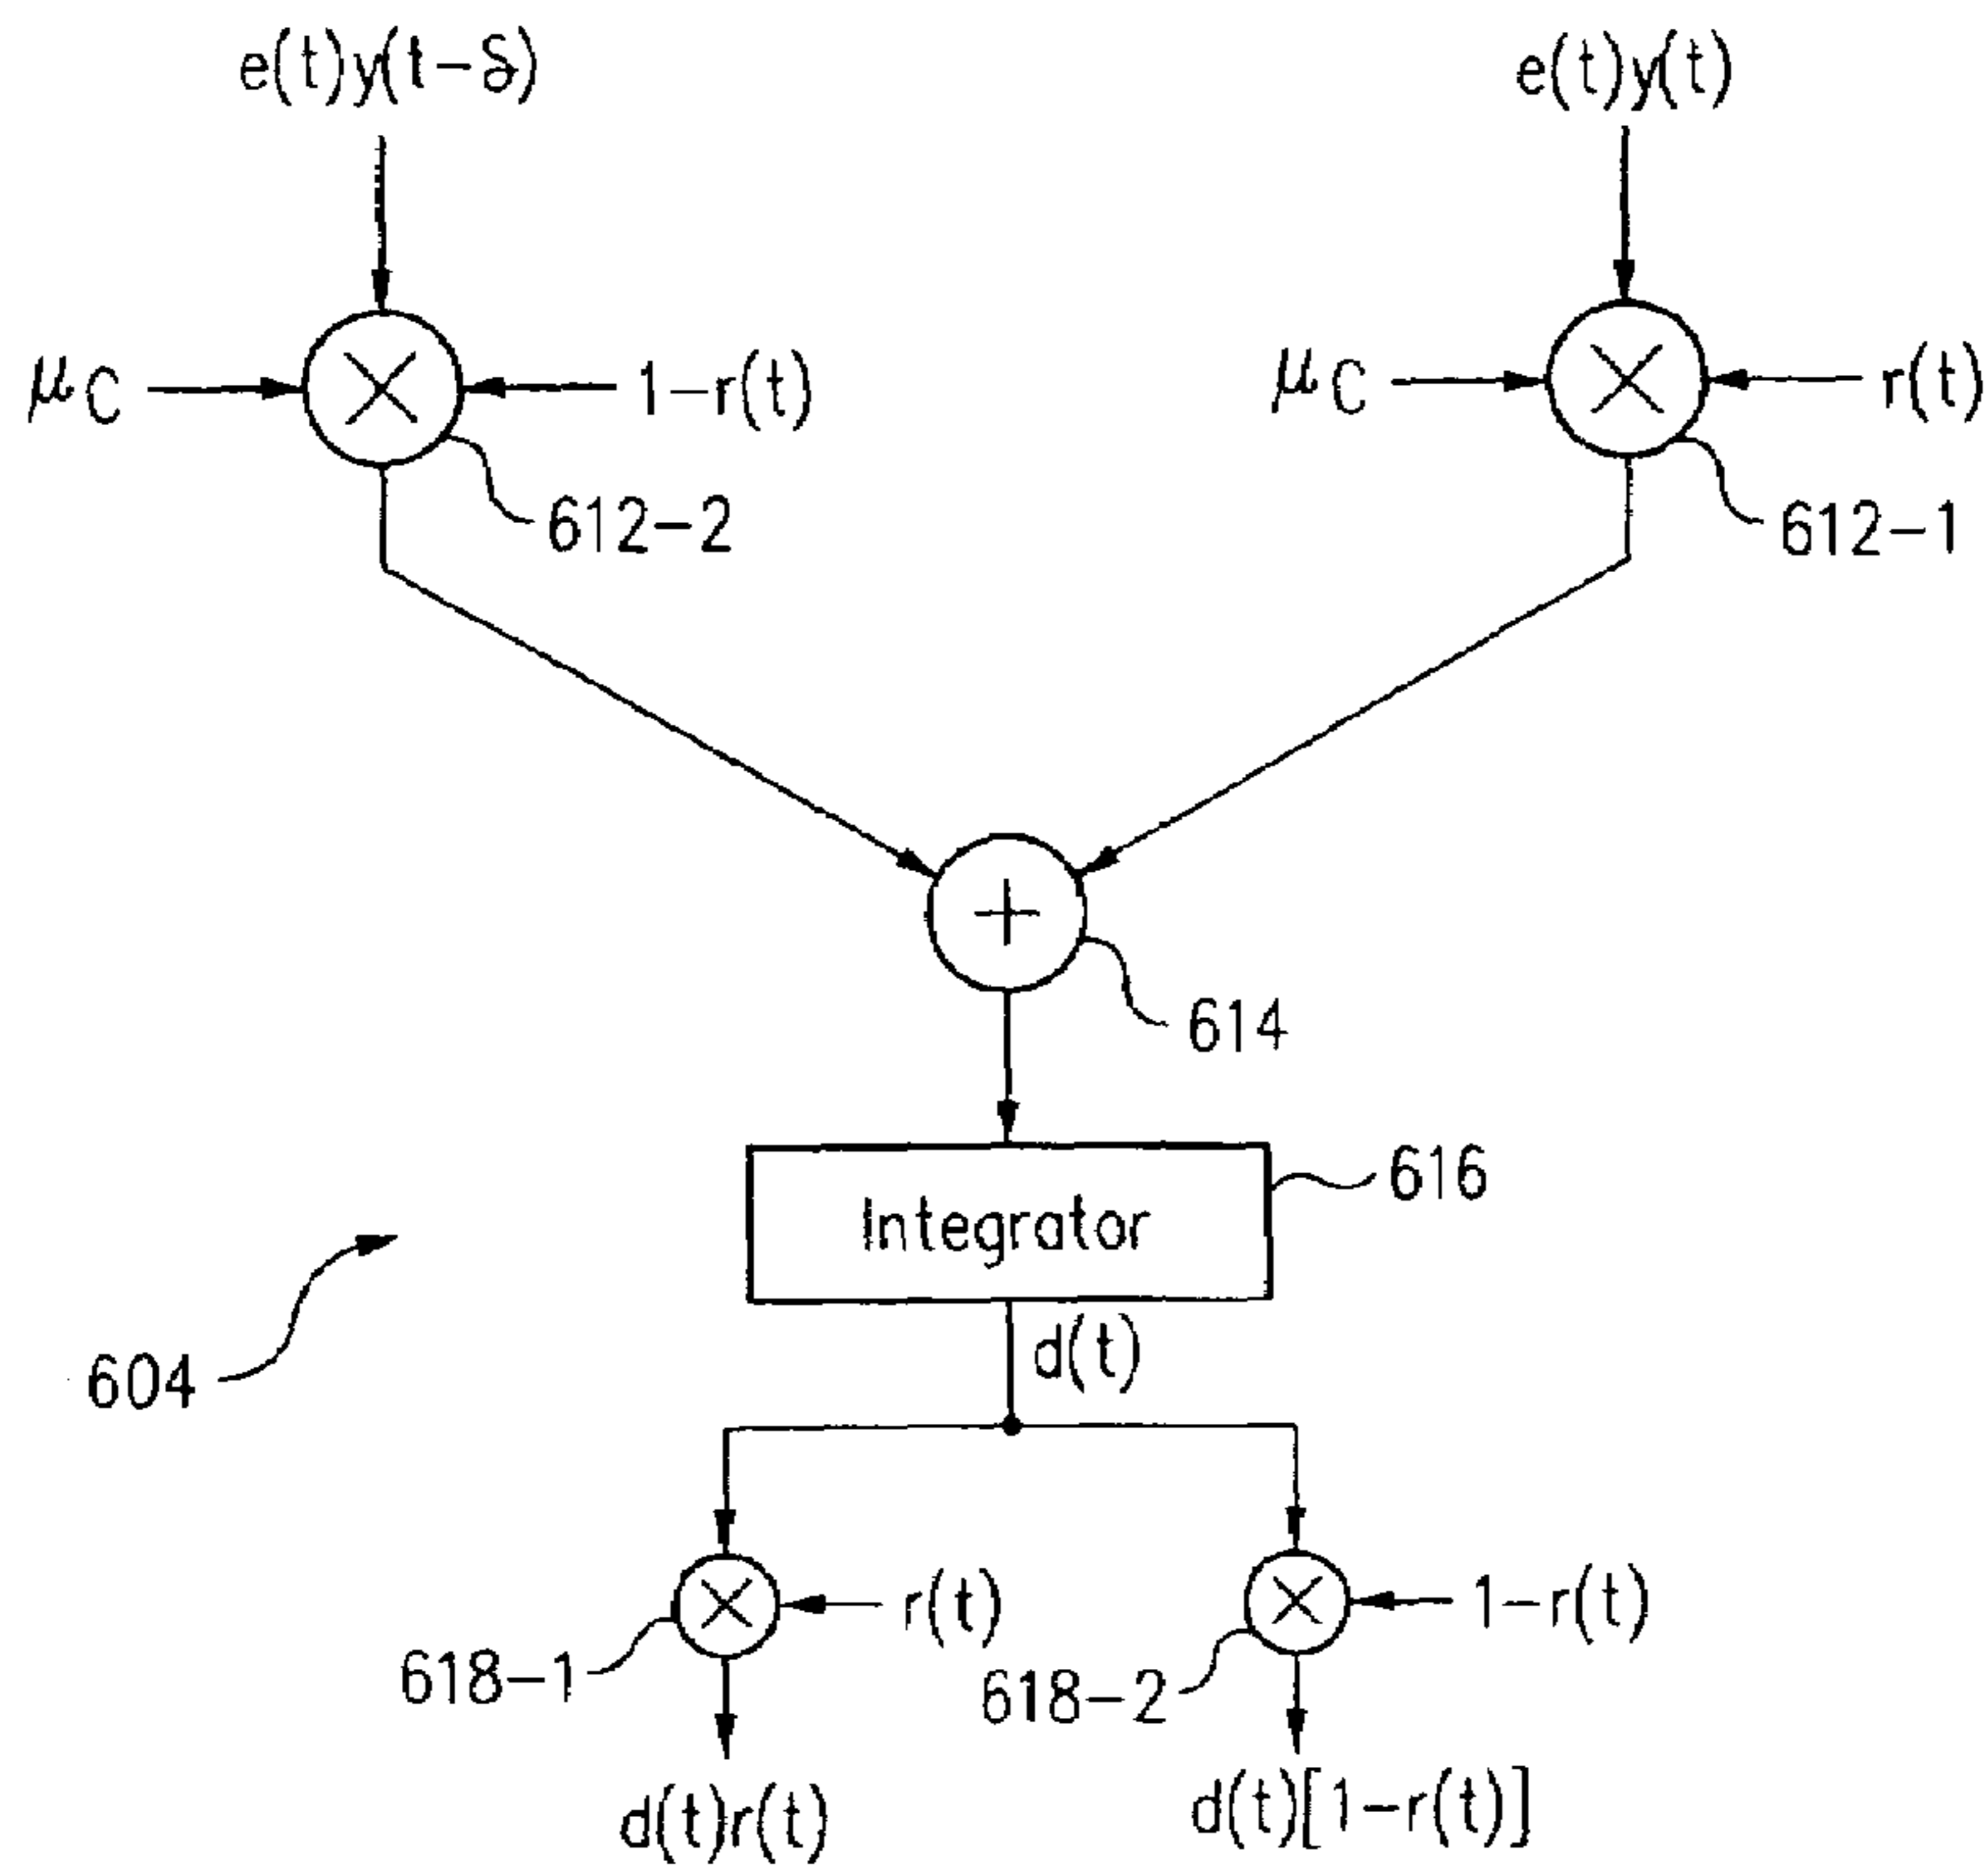 e(t)y(t-δ)
e(t)y(t)
μC
1-r(t)
μC
r(t)
612-2
612-1
+
614
Integrator
616
d(t)
604
r(t)
1-r(t)
618-1
618-2
d(t)r(t)
d(t)[1-r(t)]